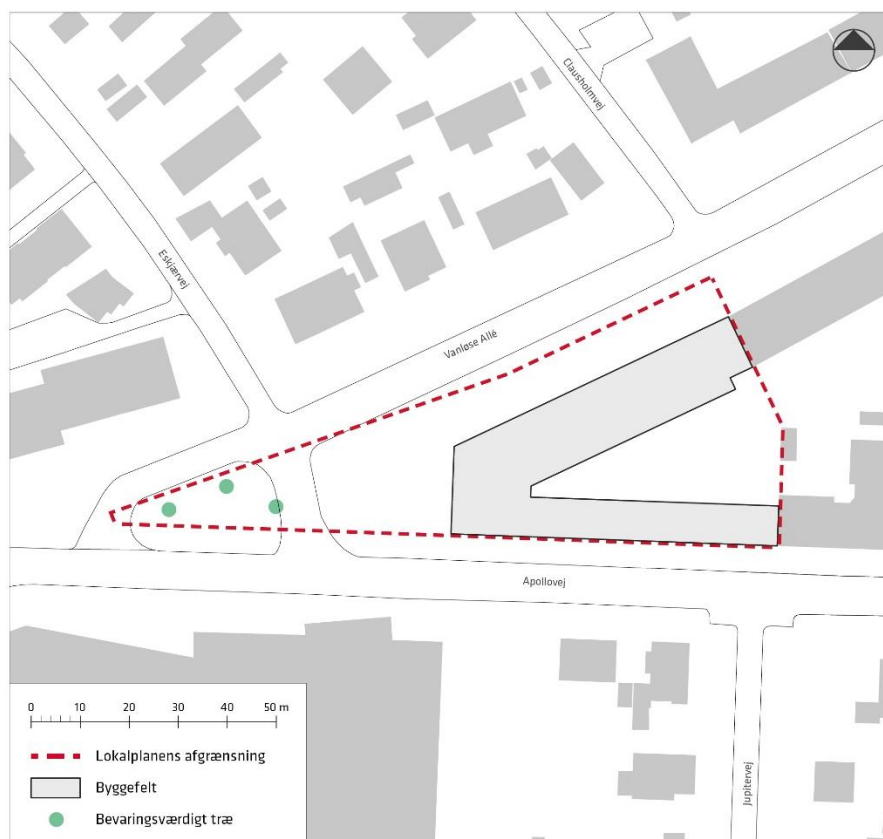 Clausholmvej
Eskjærvej
Vanløse Allé
Apollovej
Jupitervej
0 10 20 30 40 50 m
Lokalplanens afgrænsning
Byggefelt
Bevaringsværdigt træ